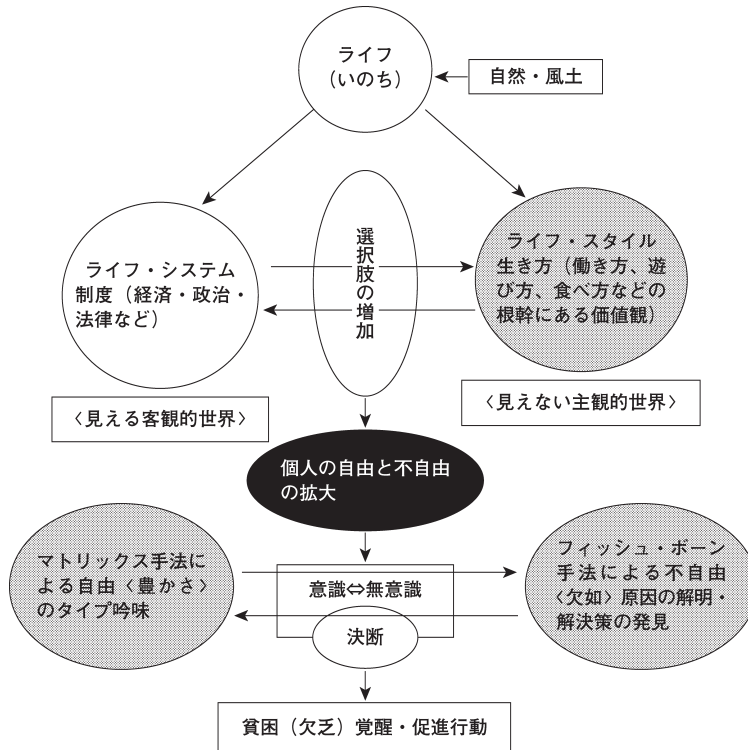 ライフ
（いのち）
自然・風土
ライフ・システム
制度（経済・政治・
法律など）
選択肢の増加
ライフ・スタイル
生き方（働き方、遊
び方、食べ方などの
根幹にある価値観）
〈見える客観的世界〉
〈見えない主観的世界〉
個人の自由と不自由
の拡大
マトリックス手法に
よる自由〈豊かさ〉
のタイプ吟味
意識⇔無意識
決断
フィッシュ・ボーン
手法による不自由
〈欠如〉原因の解明・
解決策の発見
貧困（欠乏）覚醒・促進行動